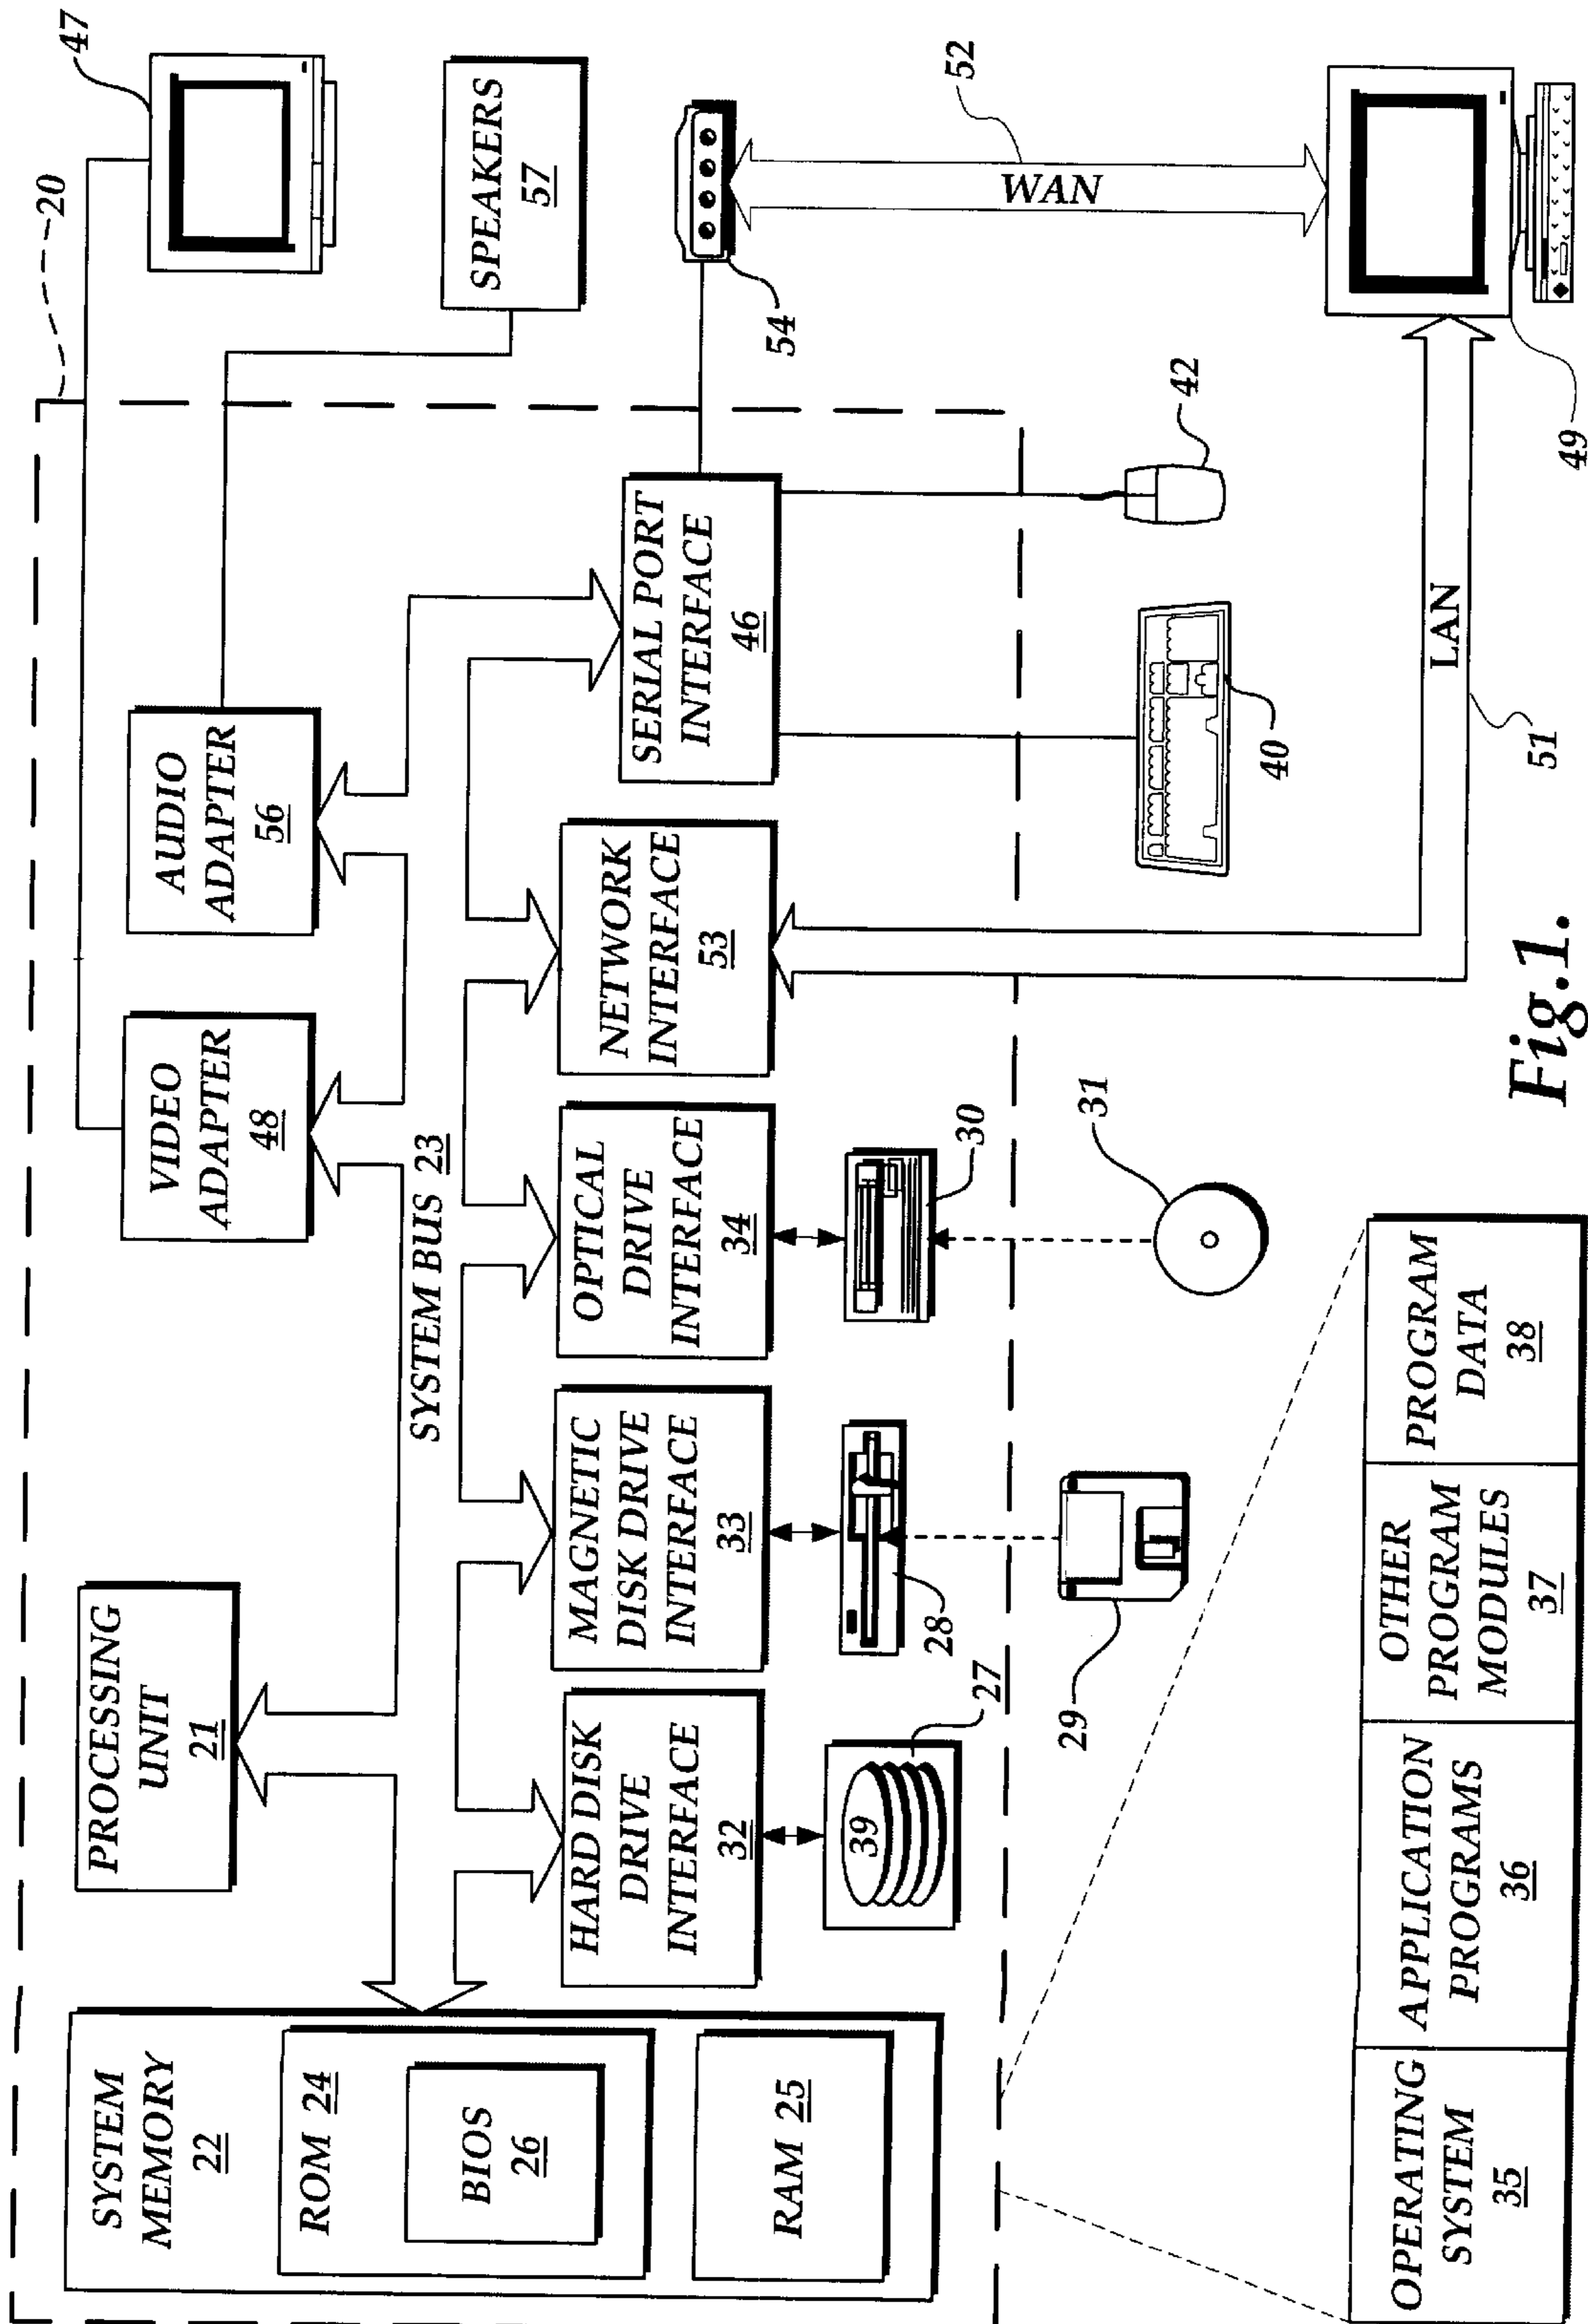 20
47
SYSTEM
MEMORY
22
ROM 24
BIOS
26
RAM 25
PROCESSING
UNIT
21
VIDEO
ADAPTER
48
AUDIO
ADAPTER
56
SPEAKERS
57
SYSTEM BUS 23
HARD DISK
DRIVE
INTERFACE
32
MAGNETIC
DISK DRIVE
INTERFACE
33
OPTICAL
DRIVE
INTERFACE
34
NETWORK
INTERFACE
53
SERIAL PORT
INTERFACE
46
54
39
27
28
30
52
WAN
29
31
40
42
OPERATING
SYSTEM
35
APPLICATION
PROGRAMS
36
OTHER
PROGRAM
MODULES
37
PROGRAM
DATA
38
LAN
51
49
Fig.1.